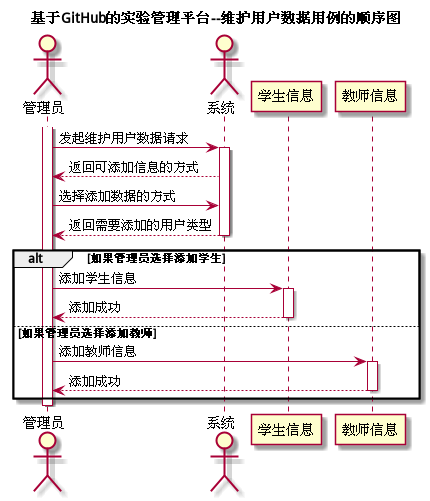 基于GitHub的实验管理平台--维护用户数据用例的顺序图
管理员
系统
学生信息
教师信息
发起维护用户数据请求
返回可添加信息的方式
选择添加数据的方式
返回需要添加的用户类型
alt [如果管理员选择添加学生]
添加学生信息
添加成功
[如果管理员选择添加教师]
添加教师信息
添加成功
管理员
系统
学生信息
教师信息